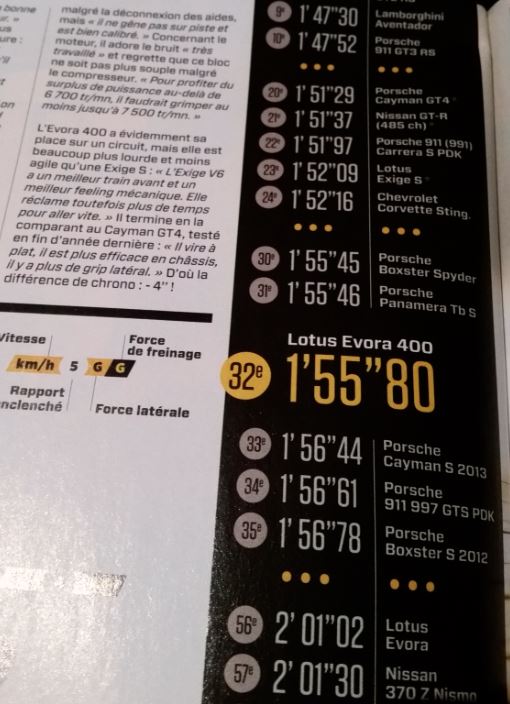 bonne
malgré la déconnexion des aides,
mais « il ne gêne pas sur piste et
est bien calibré. » Concernant le
moteur, il adore le bruit « très
travaillé » et regrette que ce bloc
ne soit pas plus souple malgré
le compresseur. « Pour profiter du
surplus de puissance au-delà de
6 700 tr/mn, il faudrait grimper au
moins jusqu'à 7 500 tr/mn. »
L'Evora 400 a évidemment sa
place sur un circuit, mais elle est
beaucoup plus lourde et moins
agile qu'une Exige S : « L'Exige V6
a un meilleur train avant et un
meilleur feeling mécanique. Elle
réclame toutefois plus de temps
pour aller vite. » Il termine en la
comparant au Cayman GT4, testé
en fin d'année dernière : « Il vire à
plat, il est plus efficace en châssis,
il y a plus de grip latéral. » D'où la
différence de chrono : - 4" !
Vitesse
Force
de freinage
km/h 5 G G
Rapport
enclenché
Force latérale
9e 1'47"30 Lamborghini
Aventador
10e 1'47"52 Porsche
911 GT3 RS
20e 1'51"29 Porsche
Cayman GT4*
21e 1'51"37 Nissan GT-R
(485 ch)*
22e 1'51"97 Porsche 911 (991)
Carrera S PDK
23e 1'52"09 Lotus
Exige S*
24e 1'52"16 Chevrolet
Corvette Sting.
30e 1'55"45 Porsche
Boxster Spyder
31e 1'55"46 Porsche
Panamera Tb S
Lotus Evora 400
32e 1'55"80
33e 1'56"44 Porsche
Cayman S 2013
34e 1'56"61 Porsche
911 997 GTS PDK
35e 1'56"78 Porsche
Boxster S 2012
56e 2'01"02 Lotus
Evora
57e 2'01"30 Nissan
370 Z Nismo